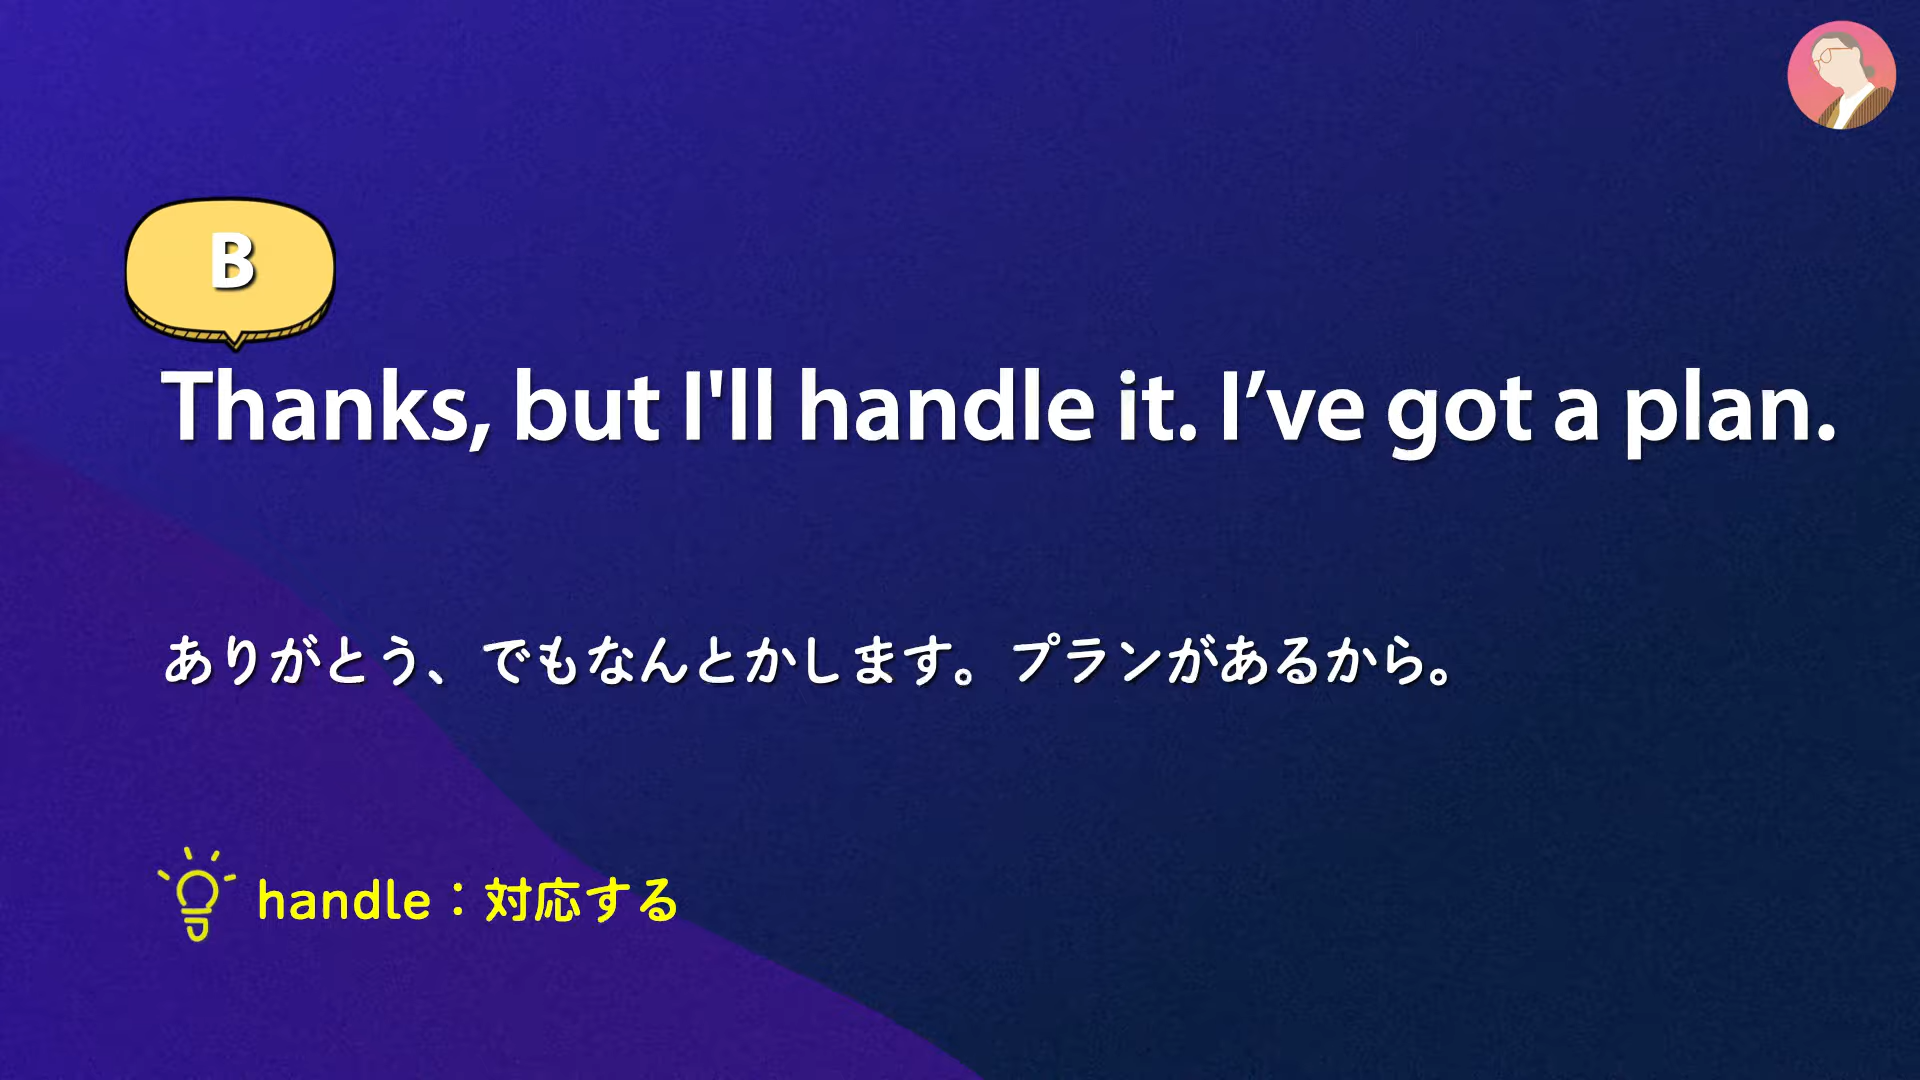 B
Thanks, but I'll handle it. I’ve got a plan.
ありがとう、でもなんとかします。プランがあるから。
handle：対応する